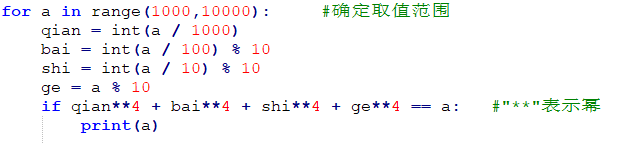 for a in range(1000,10000):     #确定取值范围
    qian = int(a / 1000)
    bai = int(a / 100) % 10
    shi = int(a / 10) % 10
    ge = a % 10
    if qian**4 + bai**4 + shi**4 + ge**4 == a:   #"**"表示幂
        print(a)